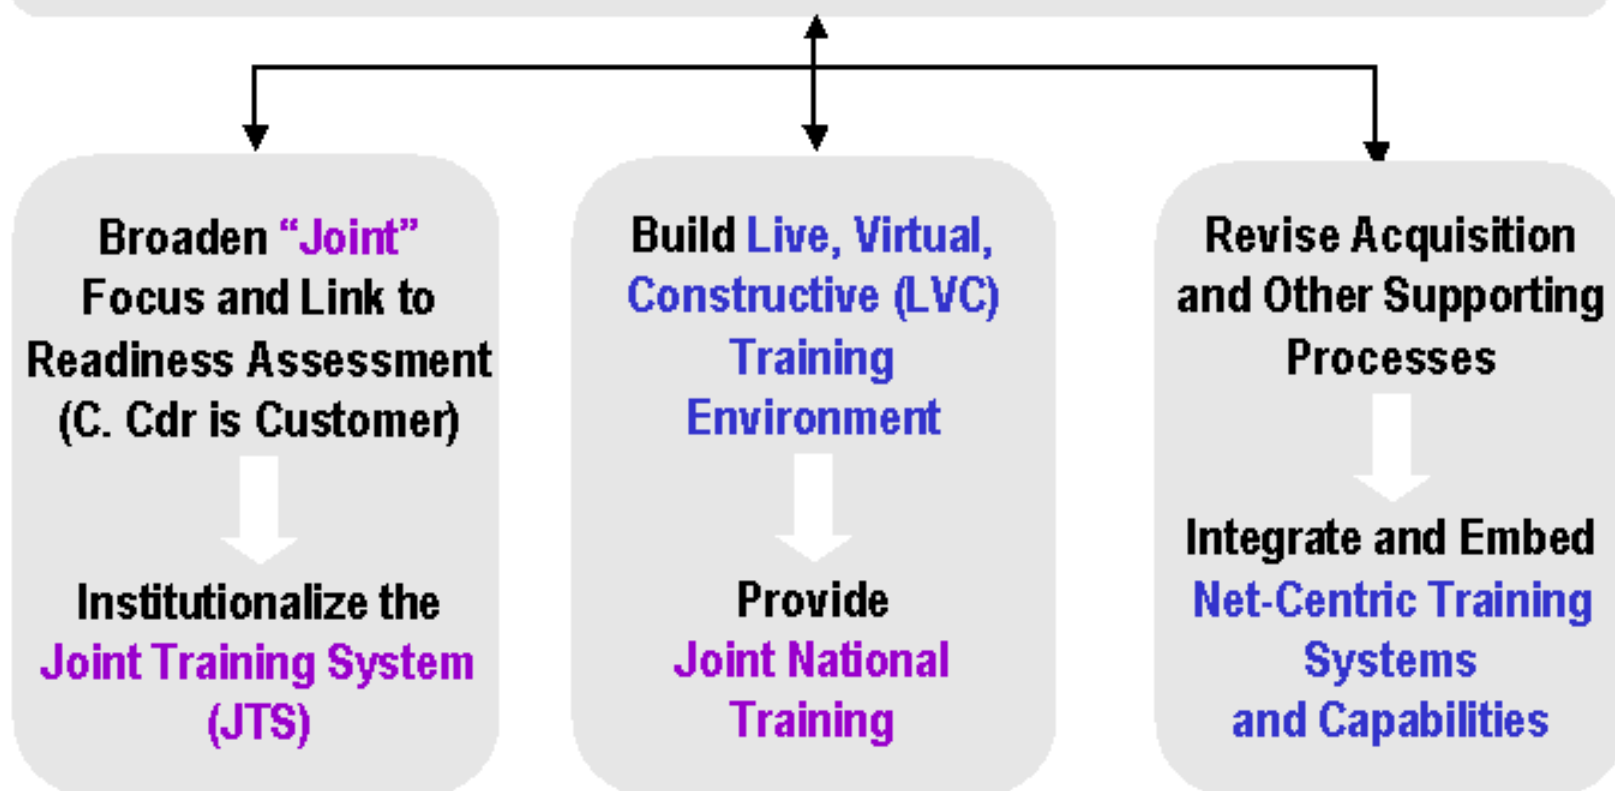 Broaden “Joint”
Focus and Link to
Readiness Assessment
(C. Cdr is Customer)
Institutionalize the
Joint Training System
(JTS)
Build Live, Virtual,
Constructive (LVC)
Training
Environment
Provide
Joint National
Training
Revise Acquisition
and Other Supporting
Processes
Integrate and Embed
Net-Centric Training
Systems
and Capabilities